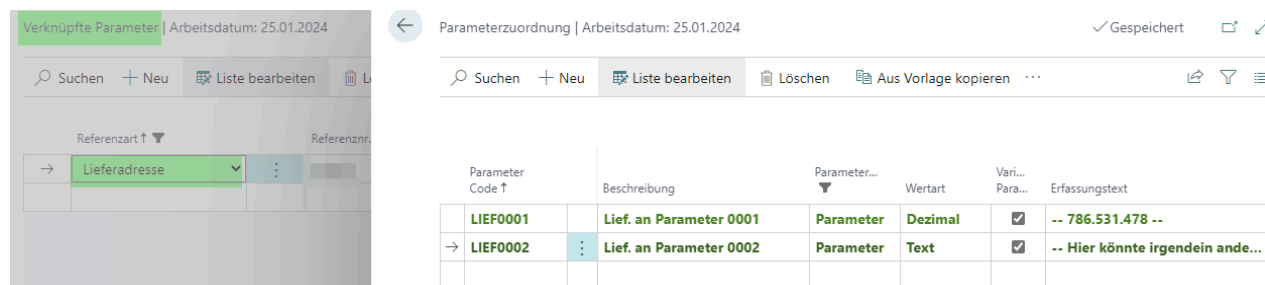 Verknüpfte Parameter | Arbeitsdatum: 25.01.2024
Suchen + Neu Liste bearbeiten
Referenzart ↑ Referenznr.
→ Lieferadresse
Parameterzuordnung | Arbeitsdatum: 25.01.2024 ✓ Gespeichert
Suchen + Neu Liste bearbeiten Löschen Aus Vorlage kopieren ...
Parameter Code ↑ Beschreibung Parameter... Wertart Vari... Para... Erfassungstext
LIEF0001 Lief. an Parameter 0001 Parameter Dezimal -- 786.531.478 --
→ LIEF0002 Lief. an Parameter 0002 Parameter Text -- Hier könnte irgendein ande...